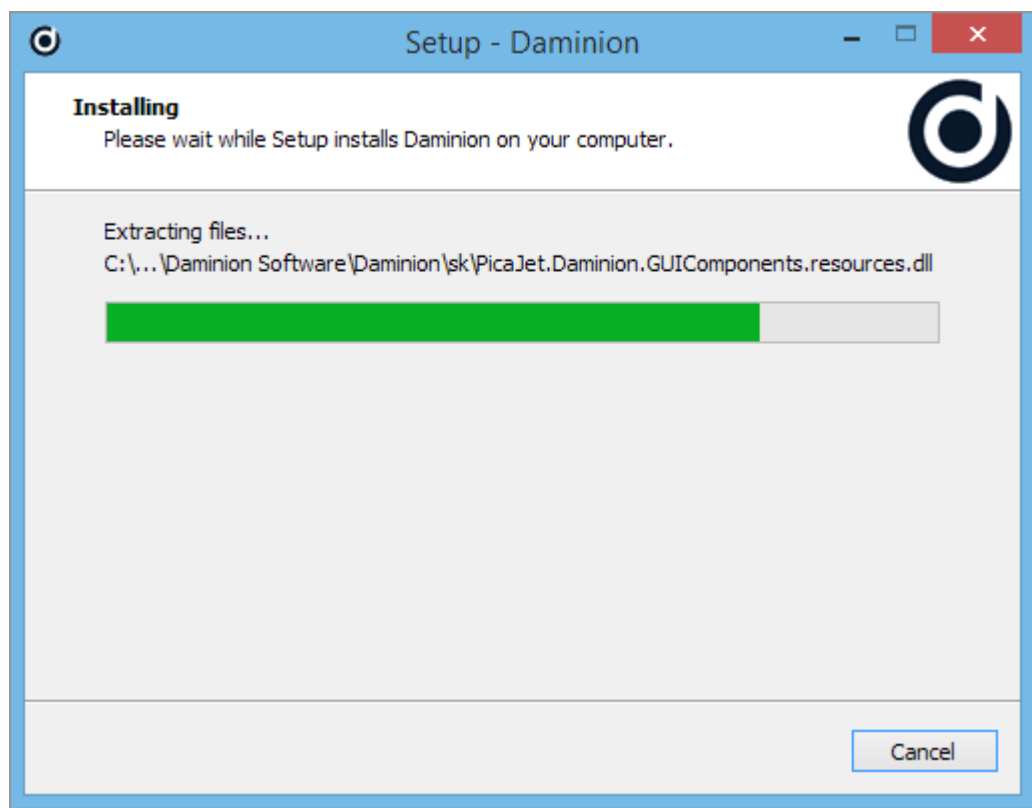 Setup - Daminion
Installing
Please wait while Setup installs Daminion on your computer.
Extracting files...
C:\...\Daminion Software\Daminion\sk\PicaJet.Daminion.GUIComponents.resources.dll
Cancel